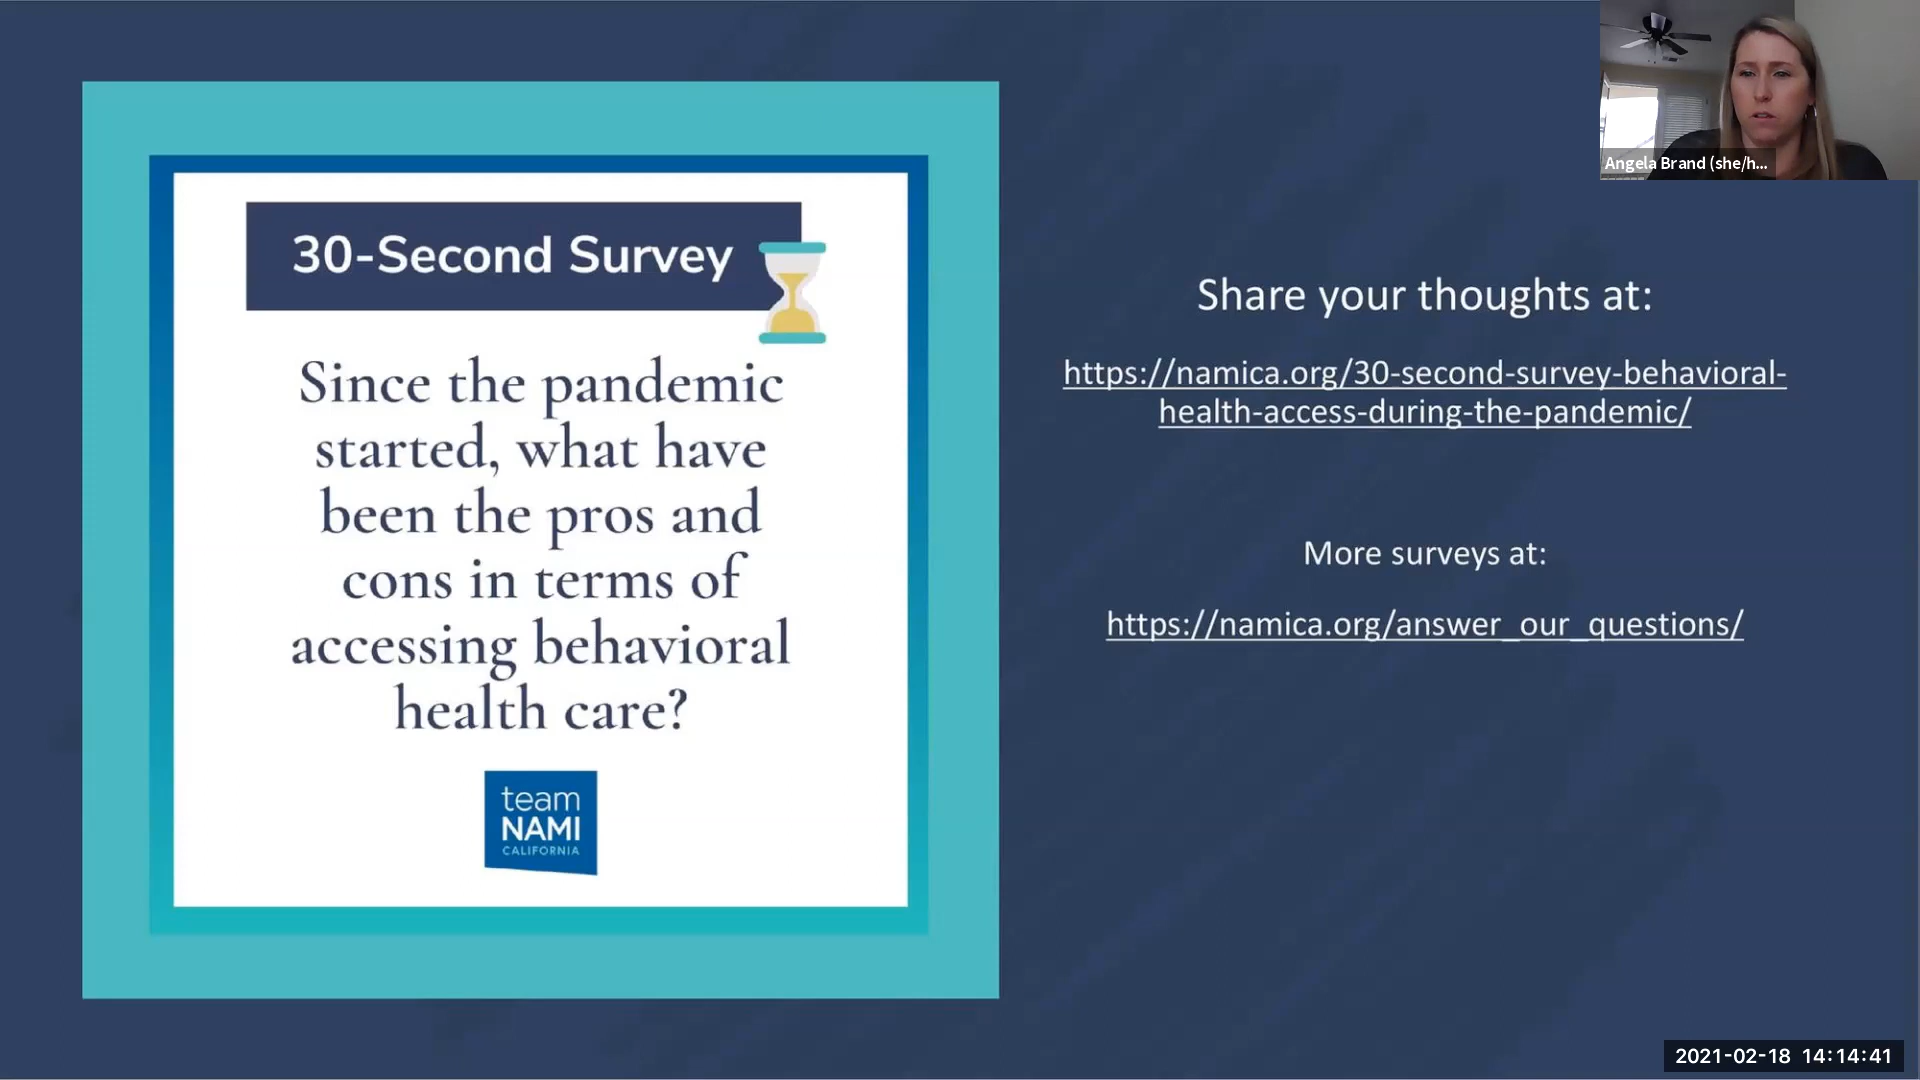 30-Second Survey
Since the pandemic
started, what have
been the pros and
cons in terms of
accessing behavioral
health care?
team
NAMI
CALIFORNIA
Share your thoughts at:
https://namica.org/30-second-survey-behavioral-
health-access-during-the-pandemic/
More surveys at:
https://namica.org/answer_our_questions/
Angela Brand (she/h...
2021-02-18 14:14:41